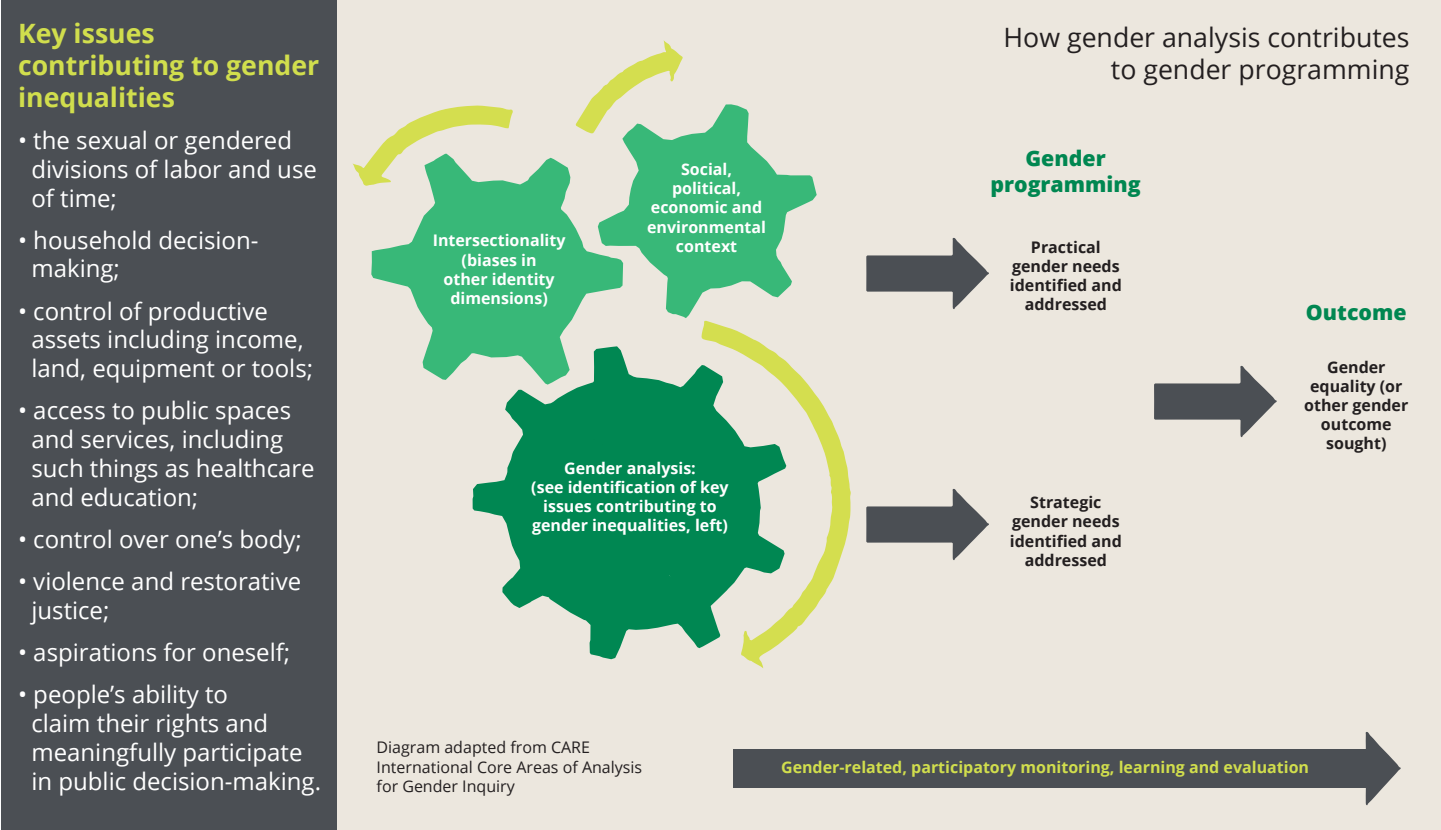 Key issues
contributing to gender
inequalities
• the sexual or gendered
divisions of labor and use
of time;
• household decision-
making;
• control of productive
assets including income,
land, equipment or tools;
• access to public spaces
and services, including
such things as healthcare
and education;
• control over one’s body;
• violence and restorative
justice;
• aspirations for oneself;
• people’s ability to
claim their rights and
meaningfully participate
in public decision-making.
How gender analysis contributes
to gender programming
Intersectionality
(biases in
other identity
dimensions)
Social,
political,
economic and
environmental
context
Gender analysis:
(see identification of key
issues contributing to
gender inequalities, left)
Gender
programming
Practical
gender needs
identified and
addressed
Strategic
gender needs
identified and
addressed
Outcome
Gender
equality (or
other gender
outcome
sought)
Diagram adapted from CARE
International Core Areas of Analysis
for Gender Inquiry
Gender-related, participatory monitoring, learning and evaluation